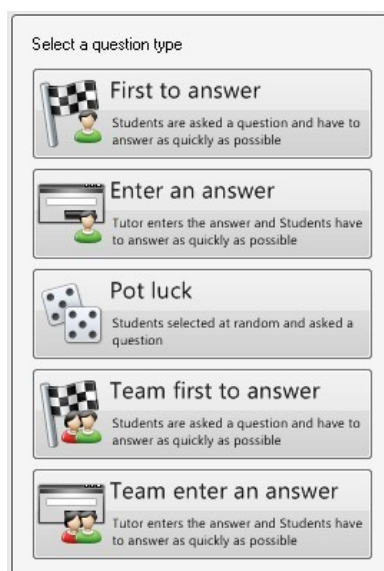 Select a question type
First to answer
Students are asked a question and have to
answer as quickly as possible
Enter an answer
Tutor enters the answer and Students have
to answer as quickly as possible
Pot luck
Students selected at random and asked a
question
Team first to answer
Students are asked a question and have to
answer as quickly as possible
Team enter an answer
Tutor enters the answer and Students have
to answer as quickly as possible